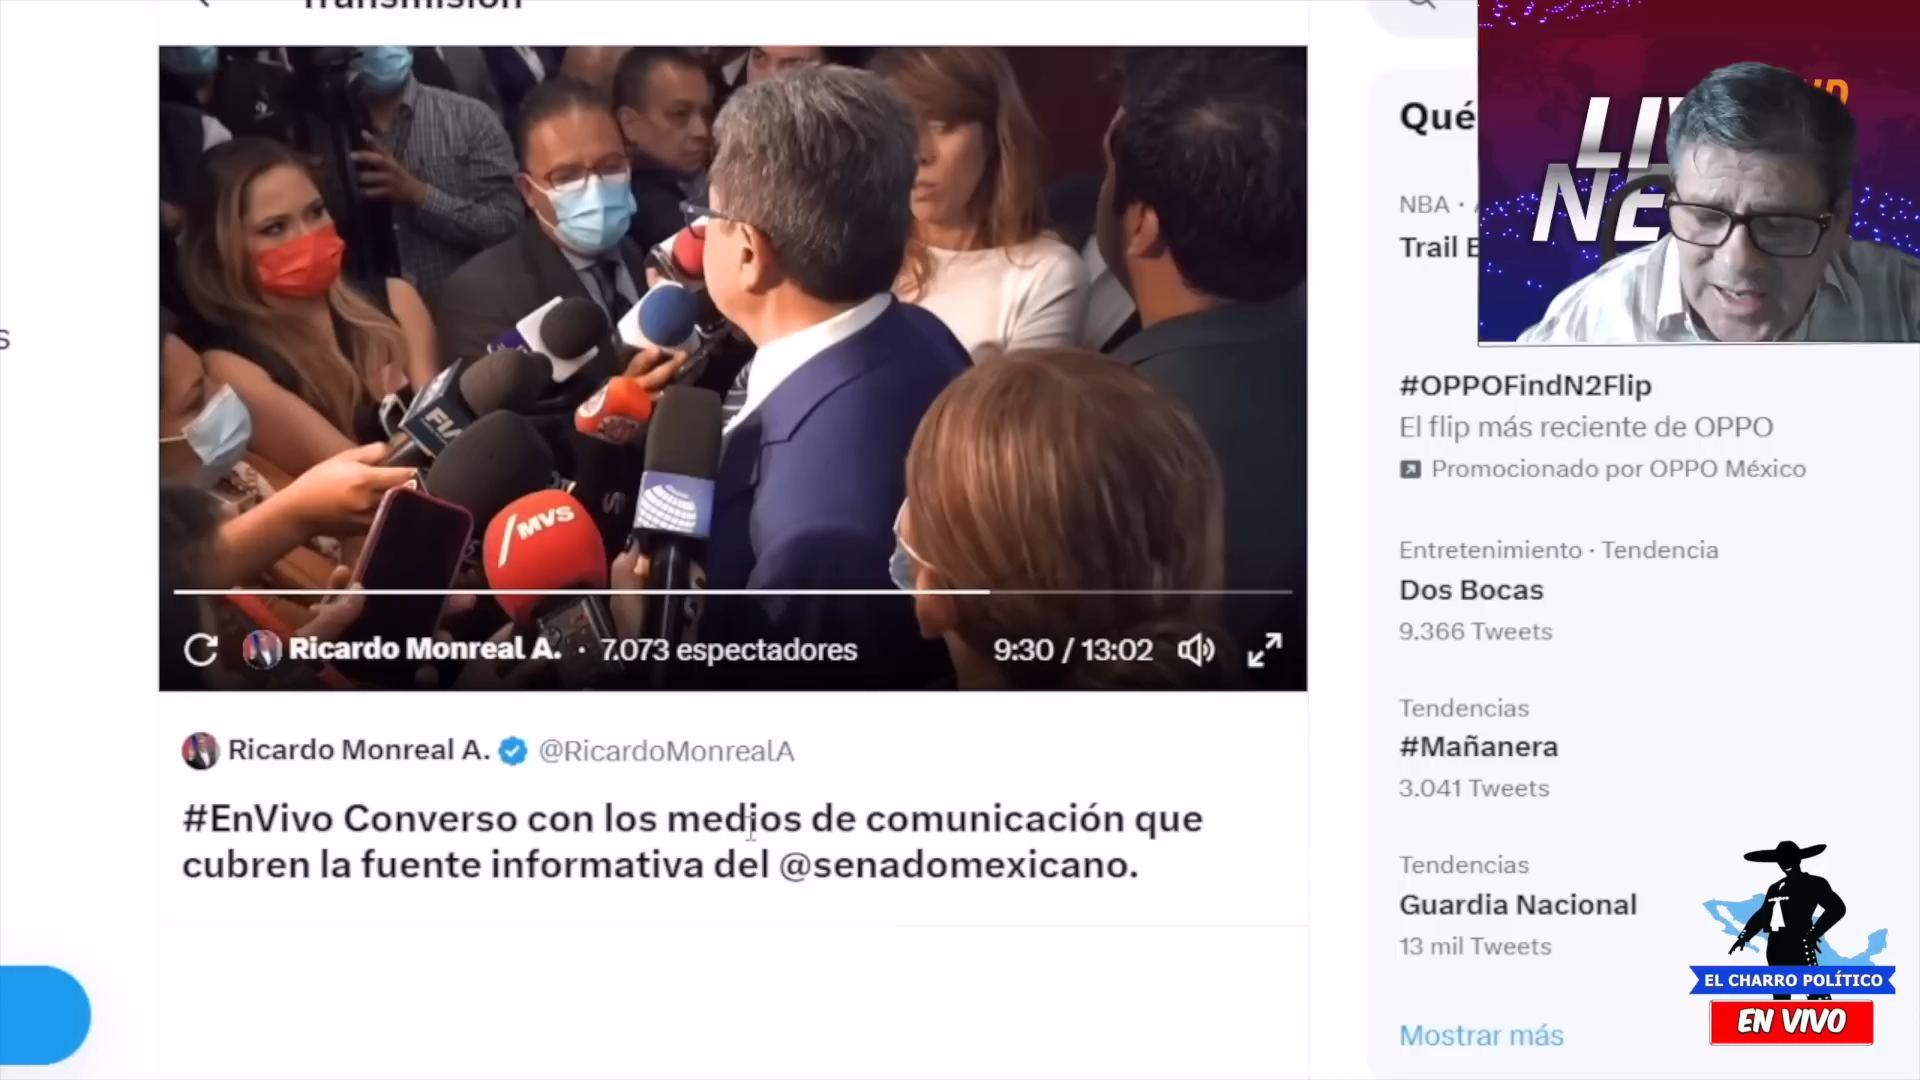 Transmisión
MVS
Ricardo Monreal A. · 7.073 espectadores
9:30 / 13:02
Ricardo Monreal A. @RicardoMonrealA
#EnVivo Converso con los medios de comunicación que
cubren la fuente informativa del @senadomexicano.
s
Qué
NBA ·
Trail
#OPPOFindN2Flip
El flip más reciente de OPPO
Promocionado por OPPO México
Entretenimiento · Tendencia
Dos Bocas
9.366 Tweets
Tendencias
#Mañanera
3.041 Tweets
Tendencias
Guardia Nacional
13 mil Tweets
Mostrar más
EL CHARRO POLÍTICO
EN VIVO